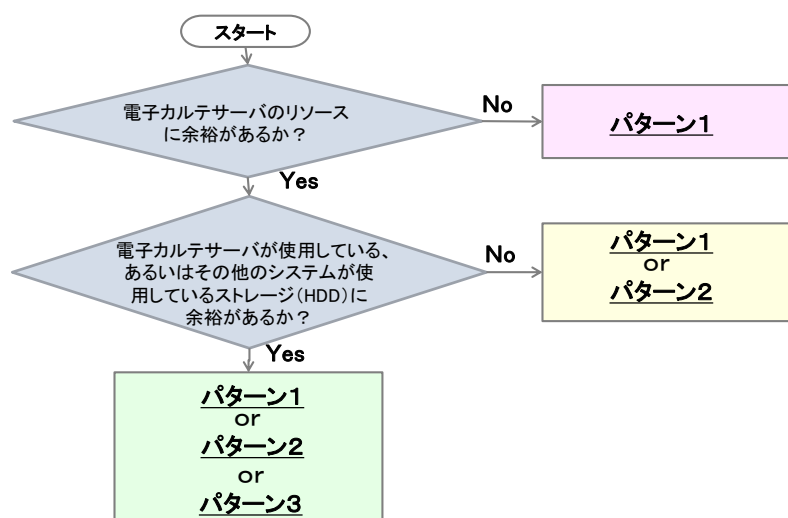 スタート
電子カルテサーバのリソース
に余裕があるか？
No
パターン1
Yes
電子カルテサーバが使用している、
あるいはその他のシステムが使
用しているストレージ(HDD)に
余裕があるか？
No
パターン1
or
パターン2
Yes
パターン1
or
パターン2
or
パターン3